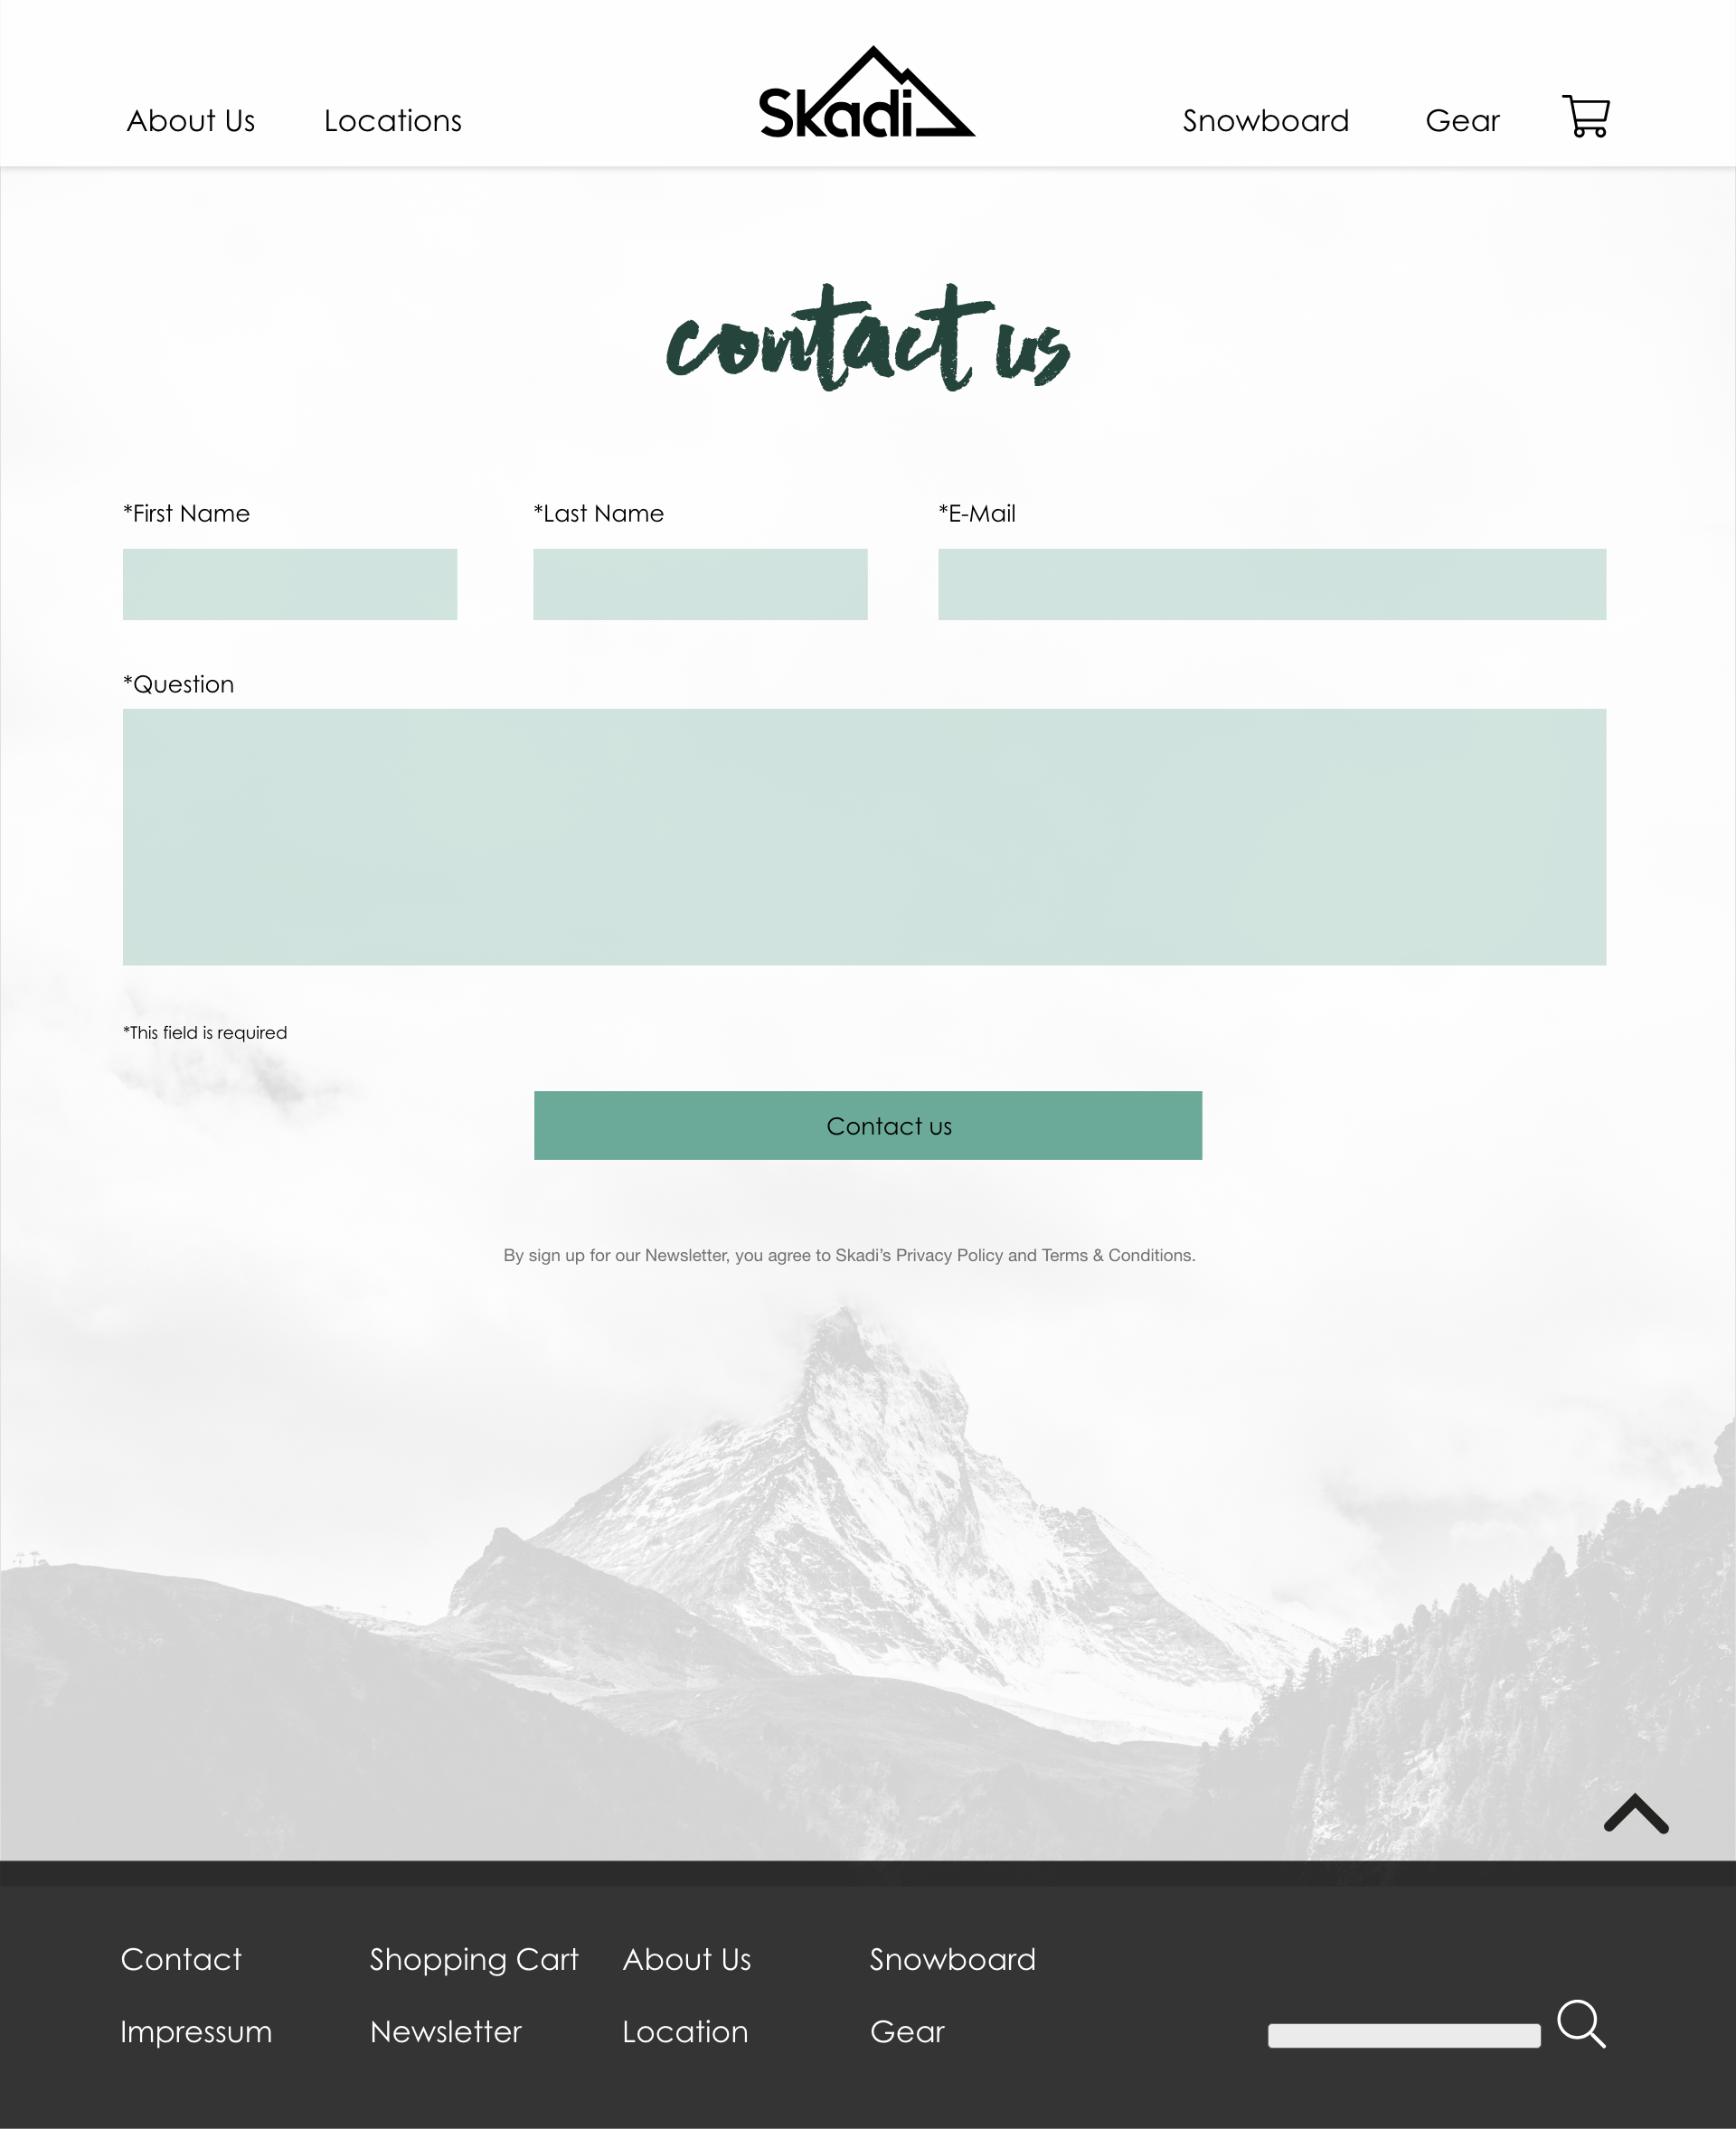 About Us Locations Skadi Snowboard Gear
contact us
*First Name *Last Name *E-Mail
*Question
*This field is required
Contact us
By sign up for our Newsletter, you agree to Skadi’s Privacy Policy and Terms & Conditions.
Contact Shopping Cart About Us Snowboard
Impressum Newsletter Location Gear